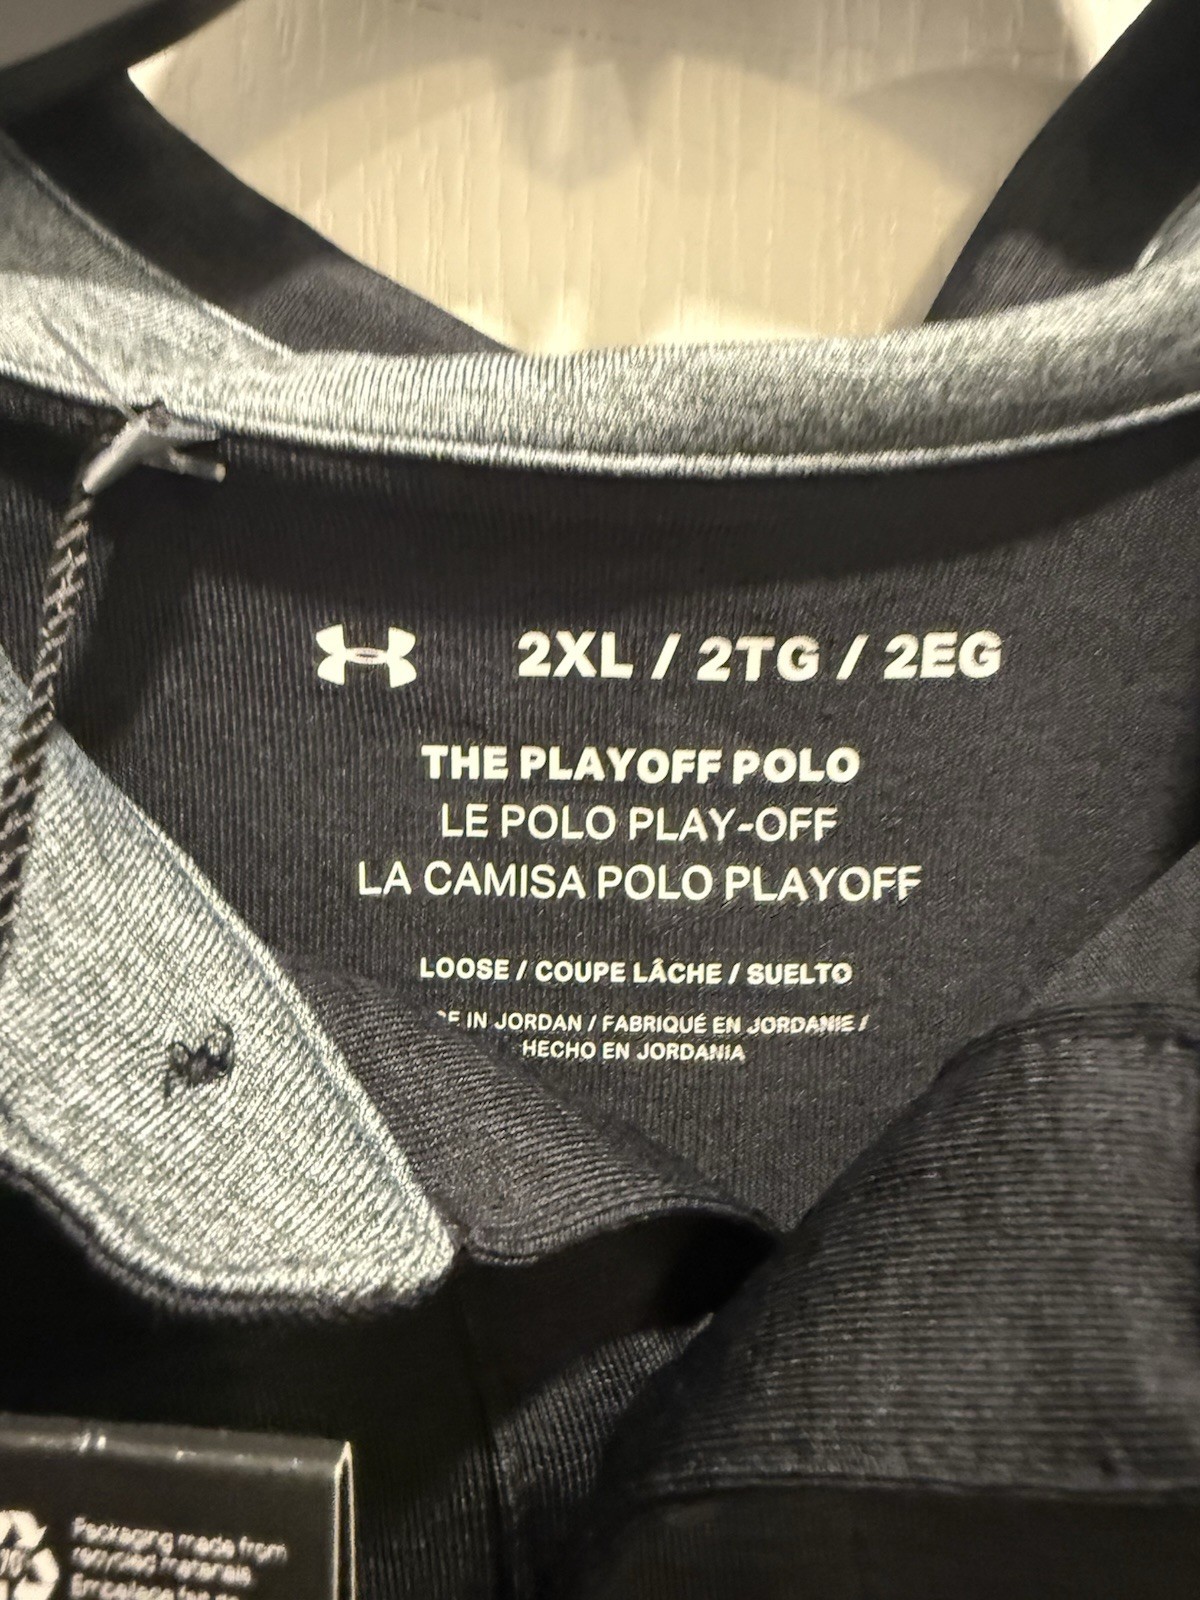 2XL / 2TG / 2EG
THE PLAYOFF POLO
LE POLO PLAY-OFF
LA CAMISA POLO PLAYOFF
LOOSE / COUPE LÂCHE / SUELTO
IN JORDAN / FABRIQUÉ EN JORDANIE /
HECHO EN JORDANIA
Packaging made from
recycled materials